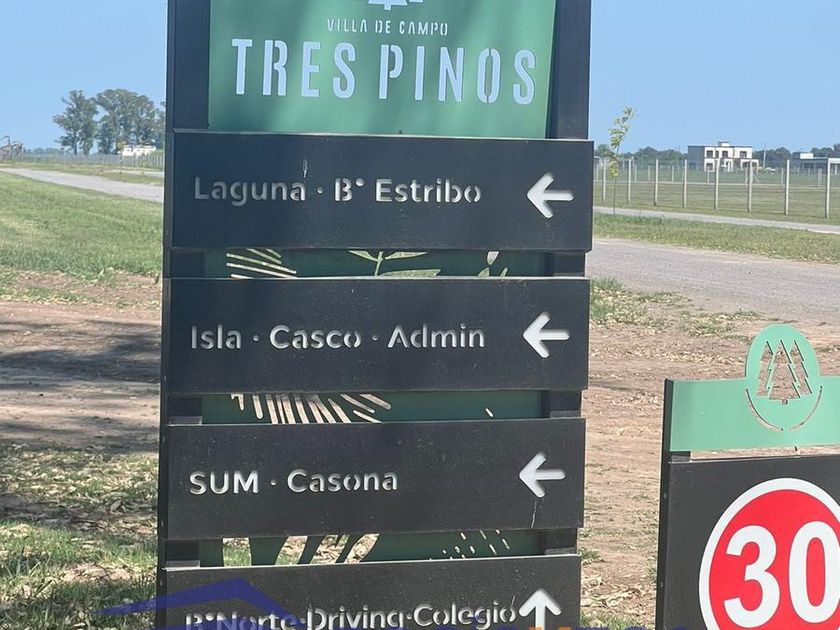 VILLA DE CAMPO
TRES PINOS
Laguna · B° Estribo ←
Isla · Casco · Admin ←
SUM · Casona ←
B° Norte·Driving·Colegio ↑
30